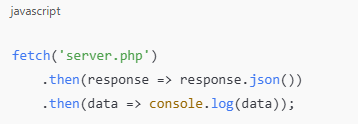 javascript
fetch('server.php')
    .then(response => response.json())
    .then(data => console.log(data));